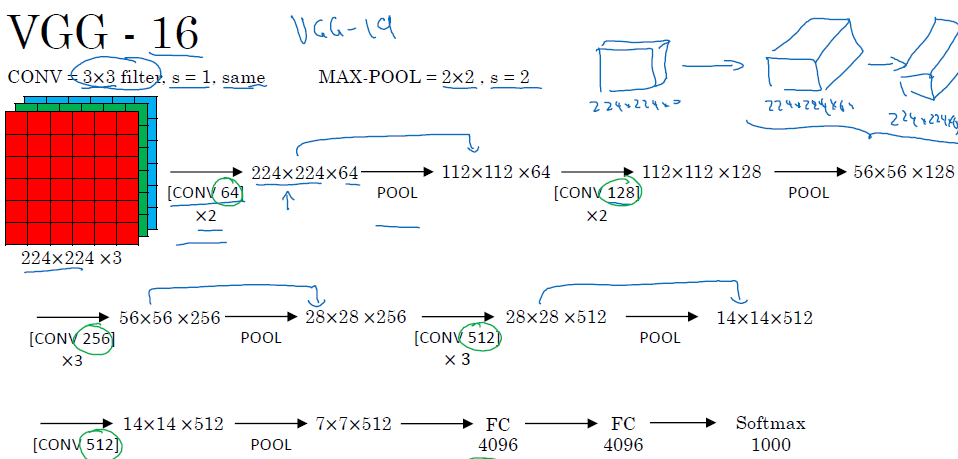 VGG - 16
VGG-19
CONV = 3×3 filter, s = 1, same
MAX-POOL = 2×2 , s = 2
224×224×3
224×224×64
224×224×64
224×224 ×3
[CONV 64]
×2
224×224×64
POOL
112×112 ×64
[CONV 128]
×2
112×112 ×128
POOL
56×56 ×128
[CONV 256]
×3
56×56 ×256
POOL
28×28 ×256
[CONV 512]
× 3
28×28 ×512
POOL
14×14×512
[CONV 512]
14×14 ×512
POOL
7×7×512
FC
4096
FC
4096
Softmax
1000